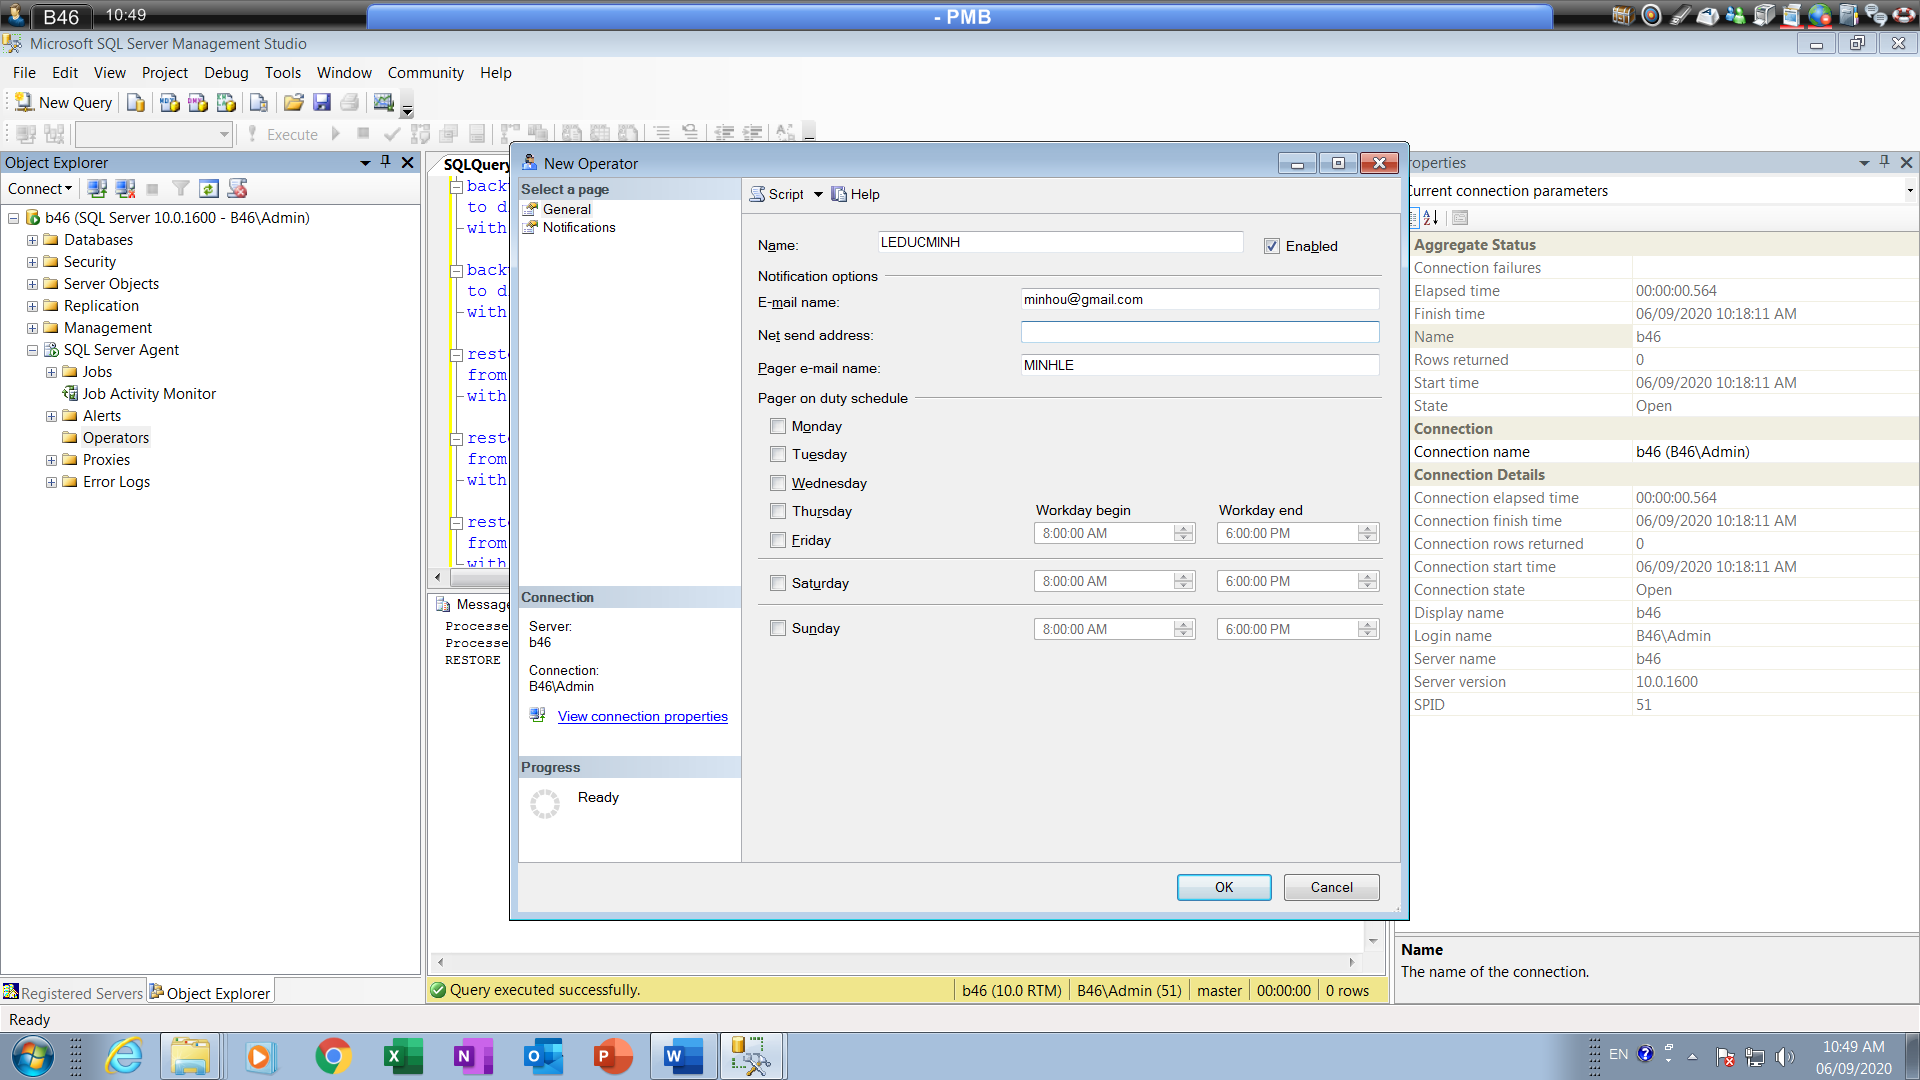 B46
10:49
- PMB
Microsoft SQL Server Management Studio
File Edit View Project Debug Tools Window Community Help
New Query
Execute
Object Explorer
Connect
b46 (SQL Server 10.0.1600 - B46\Admin)
Databases
Security
Server Objects
Replication
Management
SQL Server Agent
Jobs
Job Activity Monitor
Alerts
Operators
Proxies
Error Logs
Registered Servers
Object Explorer
SQLQuery
to d
with
to d
with
from
with
from
with
from
with
RESTORE
New Operator
Select a page
General
Notifications
Connection
Server:
b46
Connection:
B46\Admin
View connection properties
Progress
Ready
Script Help
Name: LEDUCMINH Enabled
Notification options
E-mail name: minhou@gmail.com
Net send address:
Pager e-mail name: MINHLE
Pager on duty schedule
Monday
Tuesday
Wednesday
Thursday Workday begin Workday end
8:00:00 AM 6:00:00 PM
Friday
Saturday 8:00:00 AM 6:00:00 PM
Sunday 8:00:00 AM 6:00:00 PM
OK Cancel
Query executed successfully.
b46 (10.0 RTM) B46\Admin (51) master 00:00:00 0 rows
roperties
urrent connection parameters
Aggregate Status
Connection failures
Elapsed time 00:00:00.564
Finish time 06/09/2020 10:18:11 AM
Name b46
Rows returned 0
Start time 06/09/2020 10:18:11 AM
State Open
Connection
Connection name b46 (B46\Admin)
Connection Details
Connection elapsed time 00:00:00.564
Connection finish time 06/09/2020 10:18:11 AM
Connection rows returned 0
Connection start time 06/09/2020 10:18:11 AM
Connection state Open
Display name b46
Login name B46\Admin
Server name b46
Server version 10.0.1600
SPID 51
Name
The name of the connection.
Ready
EN
10:49 AM
06/09/2020